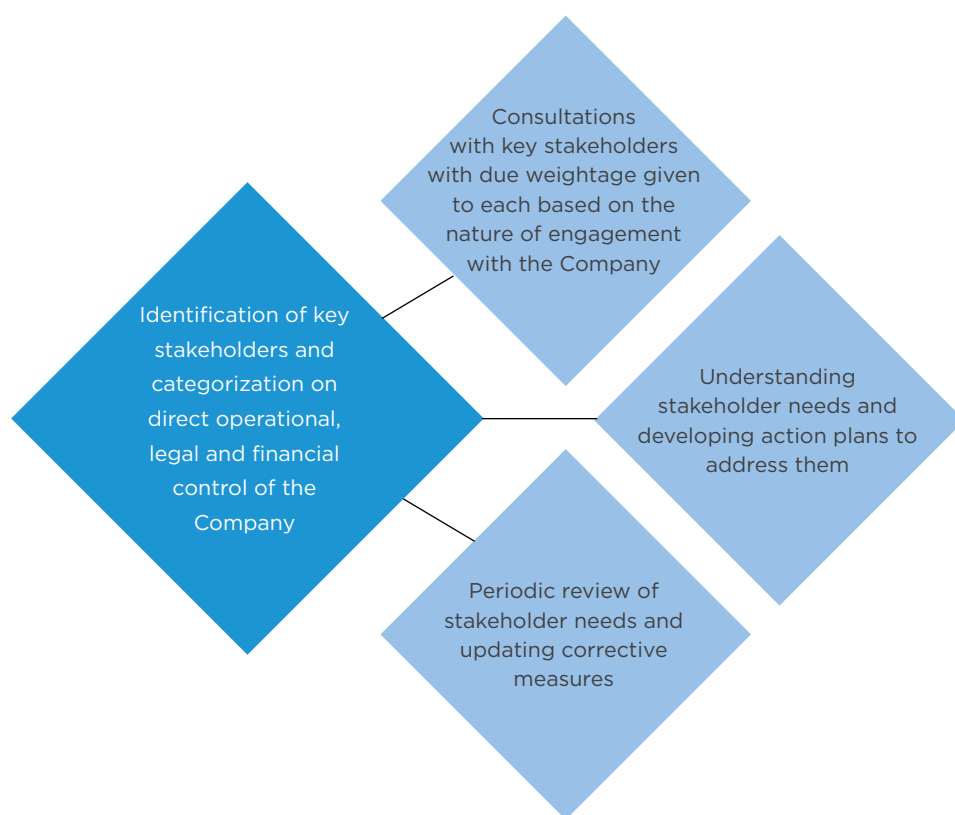 Identification of key
stakeholders and
categorization on
direct operational,
legal and financial
control of the
Company
Consultations
with key stakeholders
with due weightage given
to each based on the
nature of engagement
with the Company
Understanding
stakeholder needs and
developing action plans to
address them
Periodic review of
stakeholder needs and
updating corrective
measures